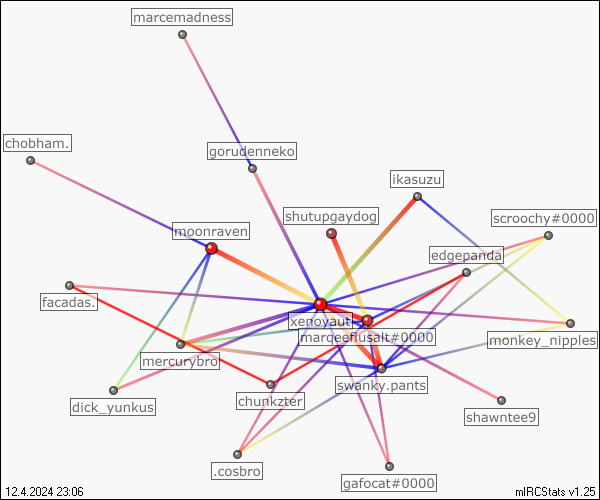 marcemadness
chobham.
gorudenneko
ikasuzu
shutupgaydog
scroochy#0000
moonraven
edgepanda
facadas.
xenoyaut
marqeefiusalt#0000
monkey_nipples
mercurybro
swanky.pants
dick_yunkus
chunkzter
shawntee9
.cosbro
gafocat#0000
12.4.2024 23:06
mIRCStats v1.25